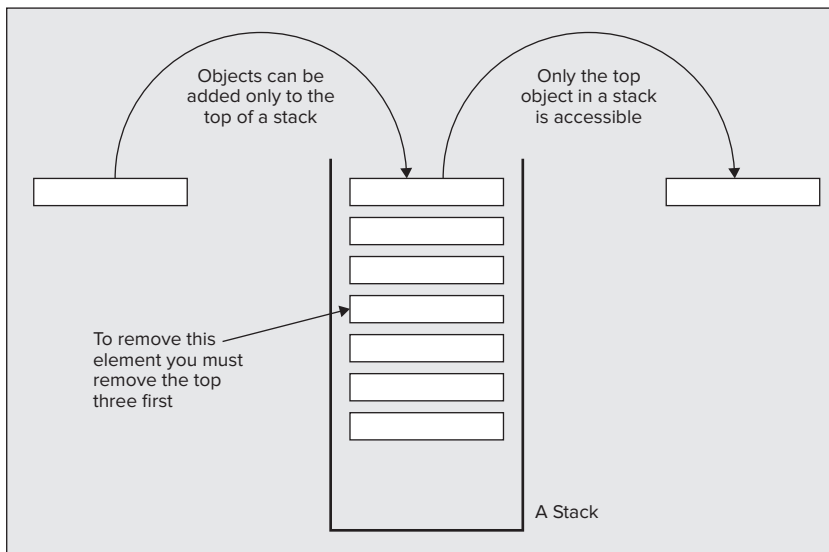 Objects can be
added only to the
top of a stack
Only the top
object in a stack
is accessible
To remove this
element you must
remove the top
three first
A Stack